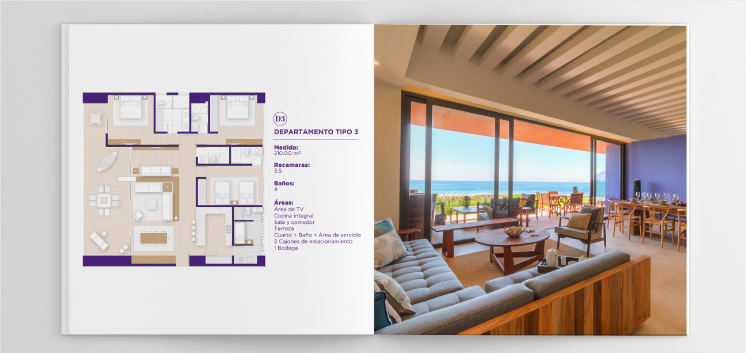 D3
DEPARTAMENTO TIPO 3
Medida:
210.00 m²
Recamaras:
3.5
Baños:
4
Áreas:
Área de TV
Cocina integral
Sala y comedor
Terraza
Cuarto + Baño + Área de servicio
2 Cajones de estacionamiento
1 Bodega